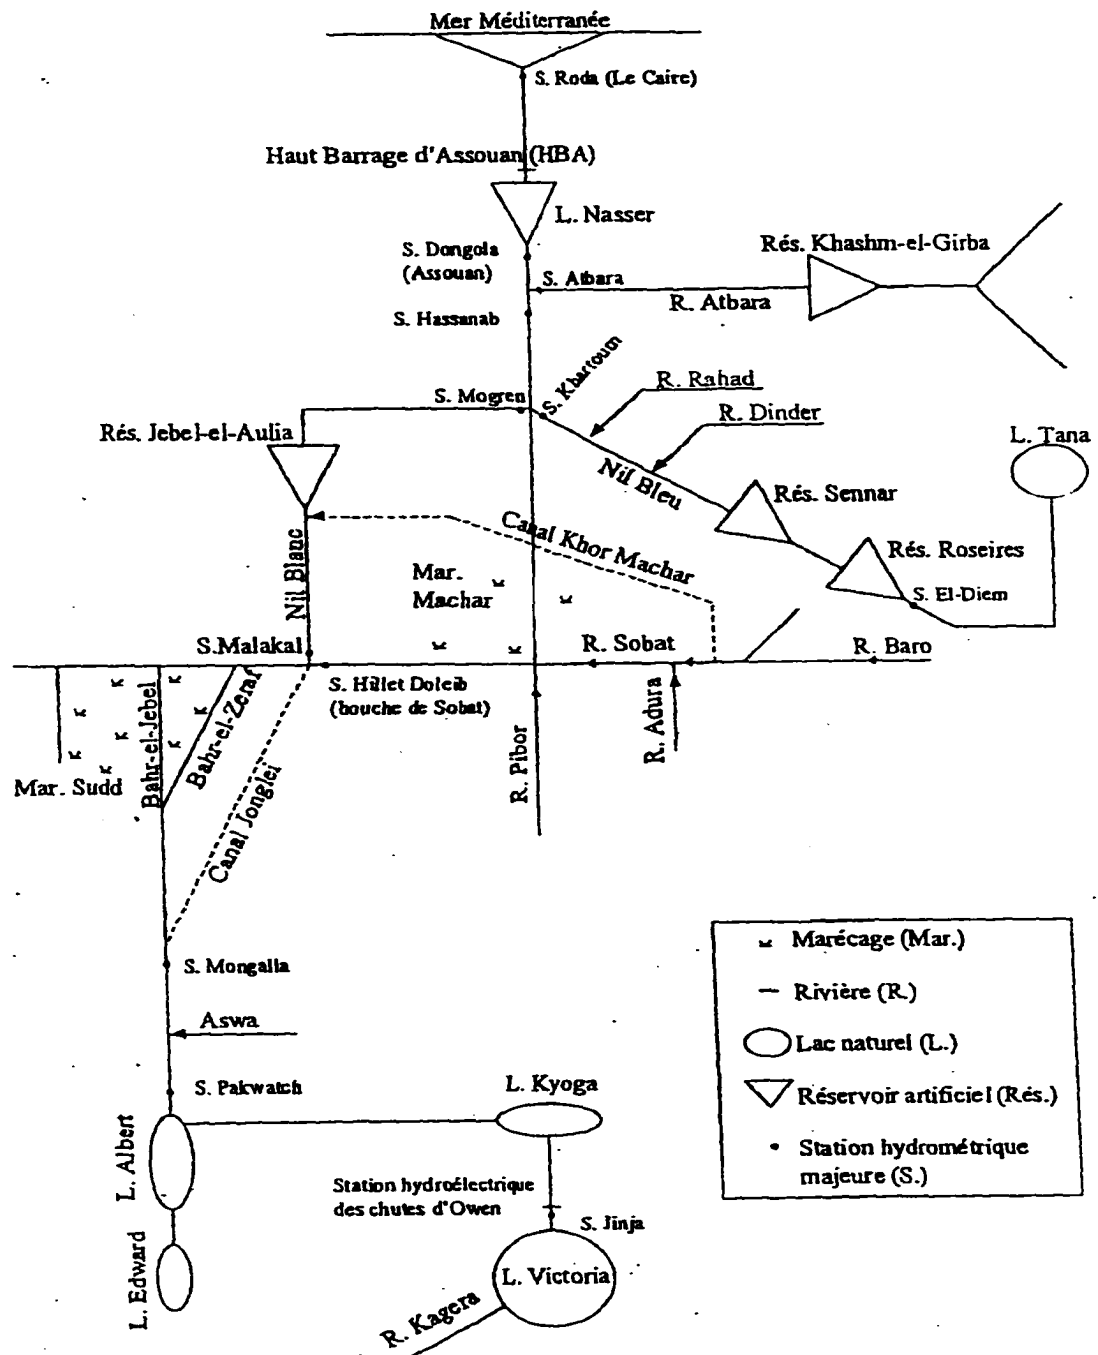 Mer Méditerranée
S. Roda (Le Caire)
Haut Barrage d'Assouan (HBA)
L. Nasser
S. Dongola
(Assouan)
Rés. Khashm-el-Girba
S. Atbara
R. Atbara
S. Hassanab
S. Khartoum
R. Rahad
S. Mogren
R. Dinder
Rés. Jebel-el-Aulia
L. Tana
Nil Bleu
Rés. Sennar
Canal Khor Machar
Rés. Roseires
Nil Blanc
Mar.
Machar
S. El-Diem
S.Malakal
R. Sobat
R. Baro
S. Hillet Doleib
(bouche de Sobat)
Bahr-el-Jebel
Bahr-el-Zeraf
R. Adura
R. Pibor
Mar. Sudd
Canal Jonglei
S. Mongalla
Aswa
S. Pakwatch
L. Kyoga
L. Albert
Station hydroélectrique
des chutes d'Owen
S. Jinja
L. Edward
L. Victoria
R. Kagera
Marécage (Mar.)
Rivière (R.)
Lac naturel (L.)
Réservoir artificiel (Rés.)
Station hydrométrique
majeure (S.)